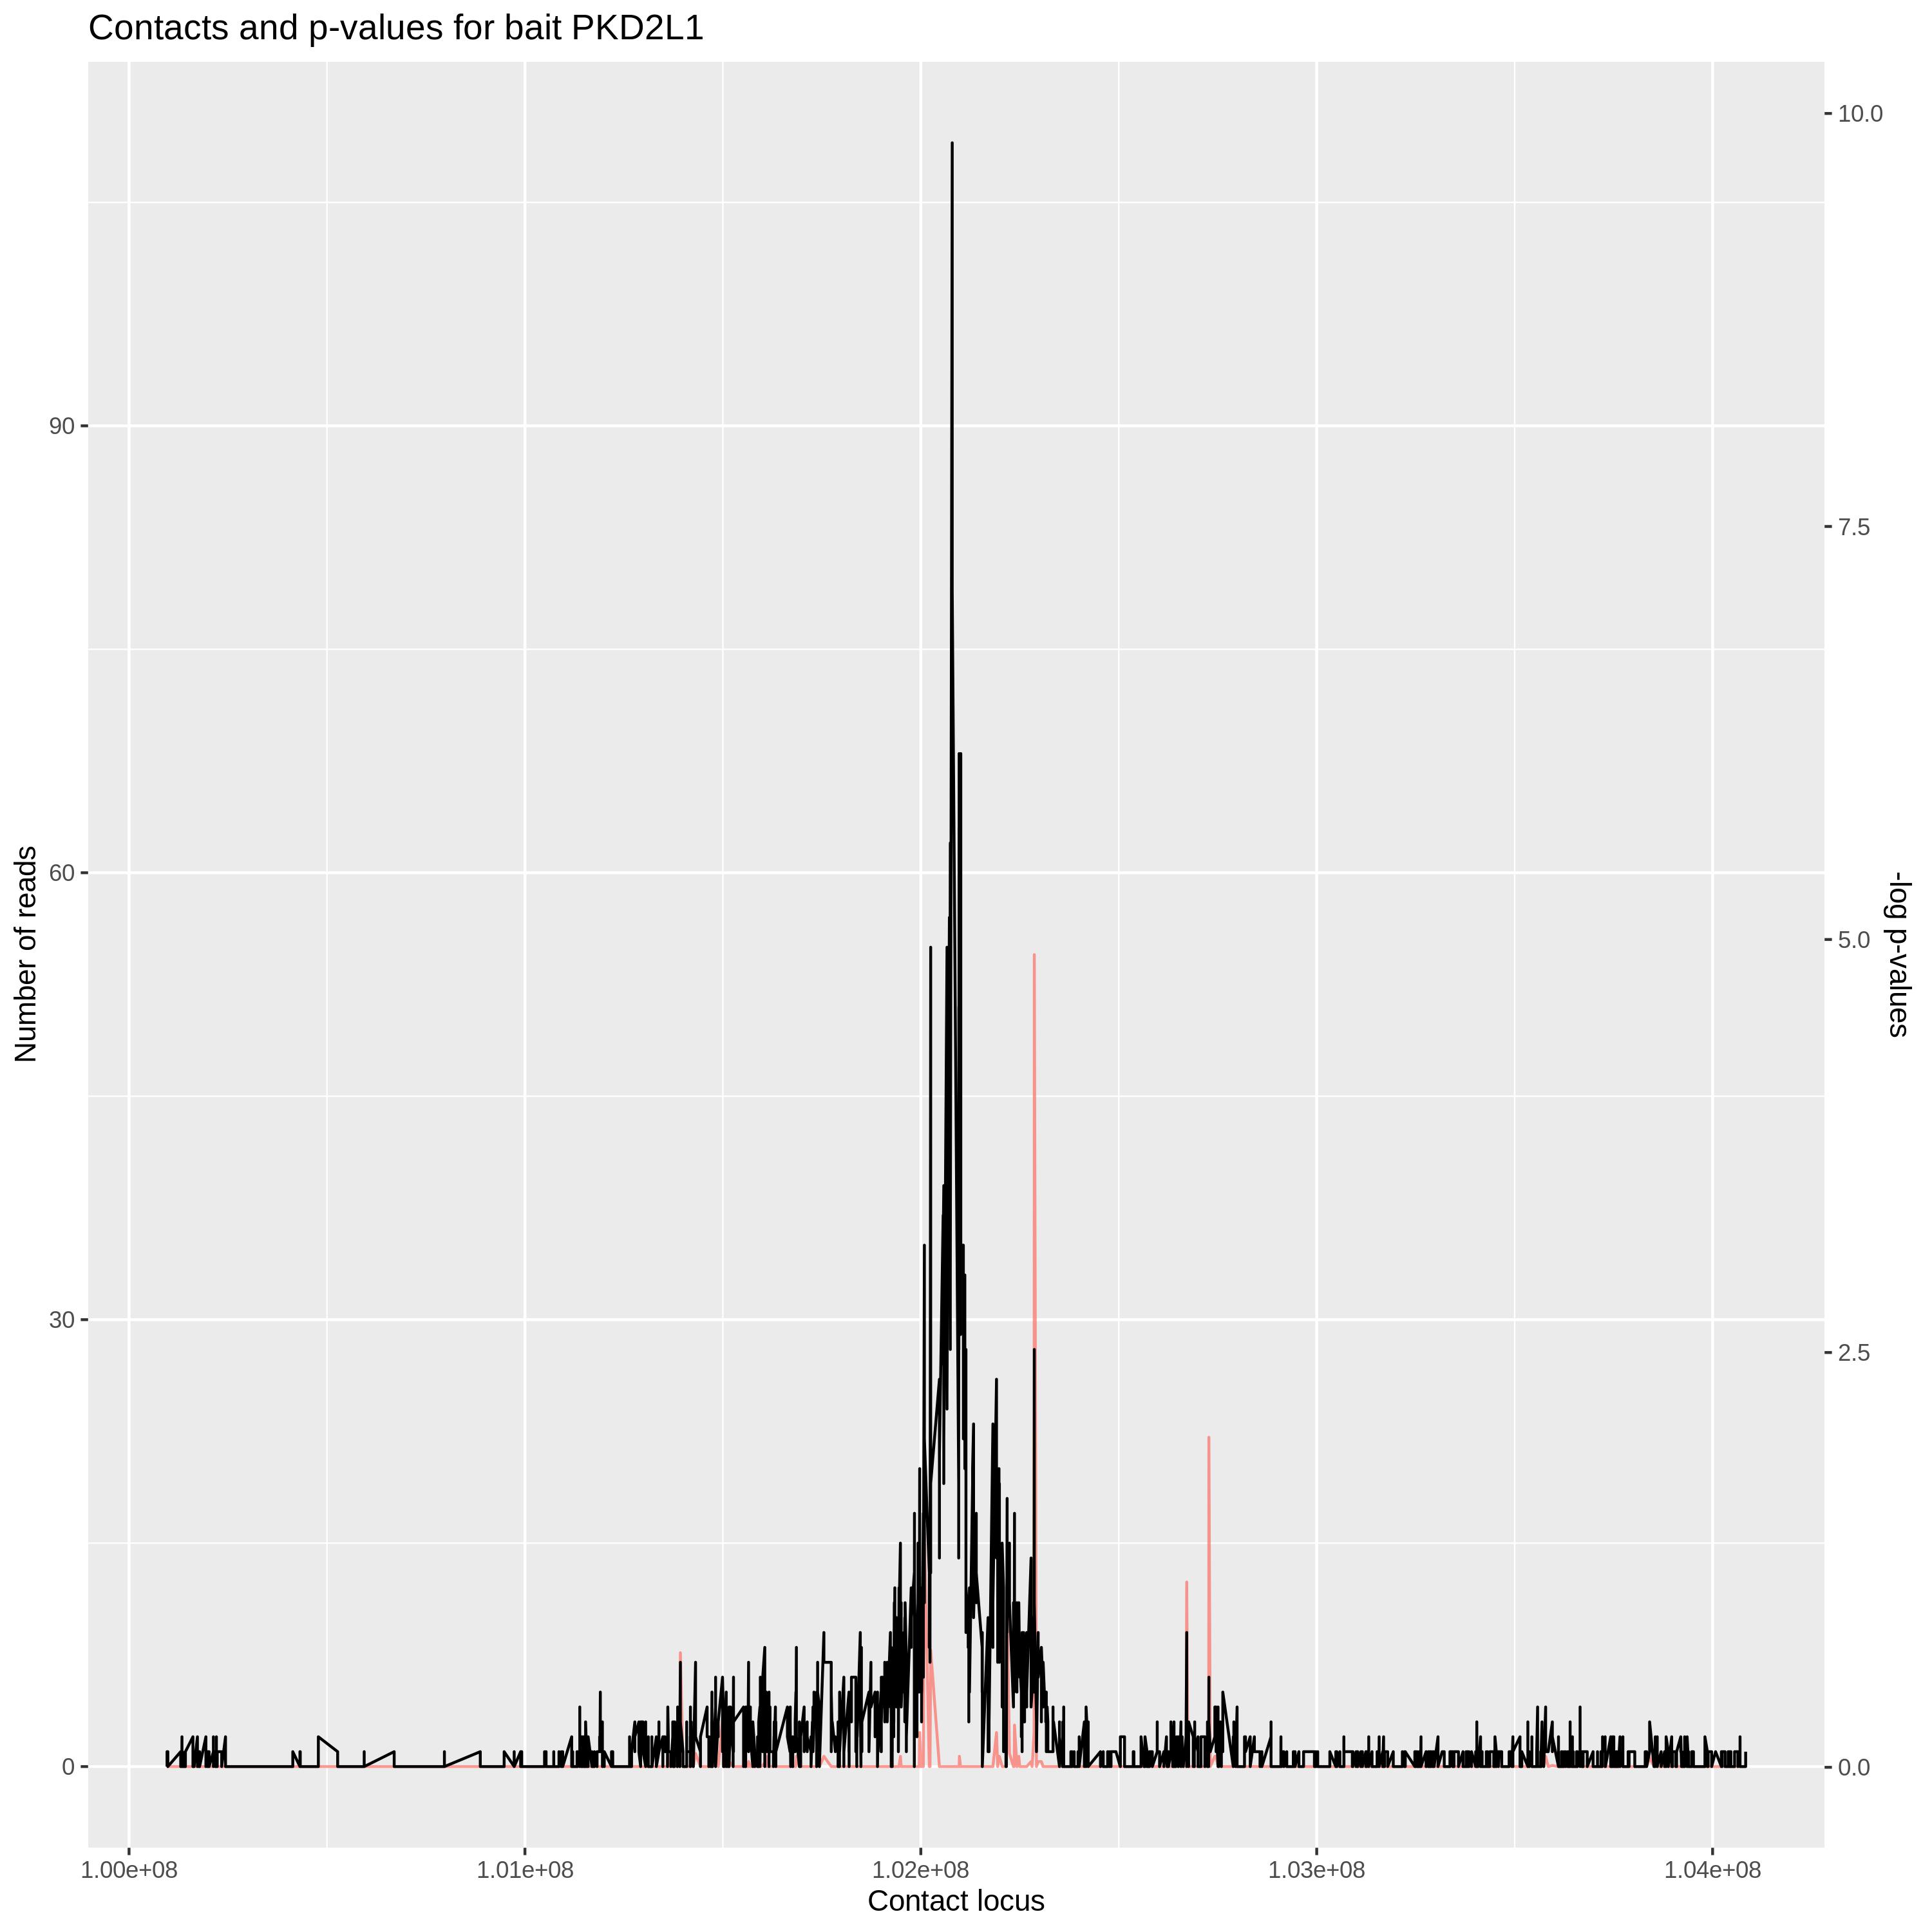 Contacts and p-values for bait PKD2L1
10.0
90
7.5
Number of reads
60
5.0
-log p-values
30
2.5
0
0.0
1.00e+08 1.01e+08 1.02e+08 1.03e+08 1.04e+08
Contact locus